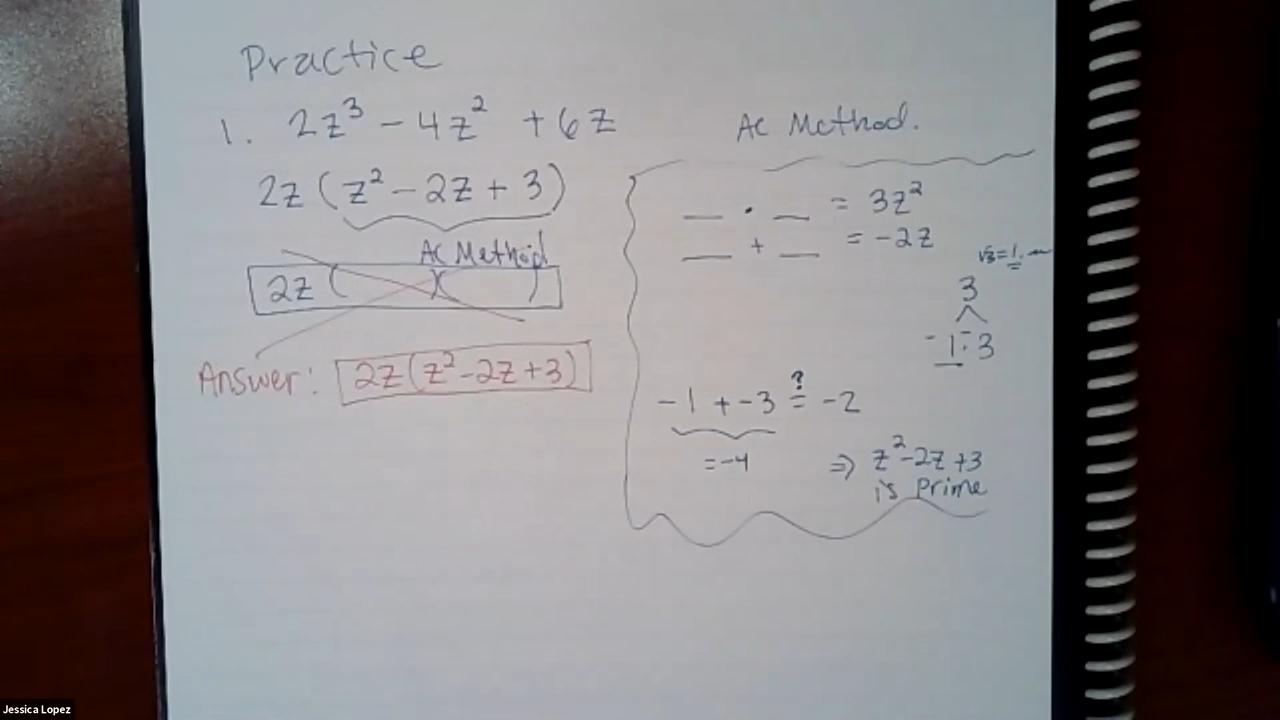 Practice
1. 2z³ - 4z² + 6z
2z (z² - 2z + 3)
AC Method
2z ( )( )
Answer: 2z(z² - 2z + 3)
AC Method.
__ · __ = 3z²
__ + __ = -2z
√3 = 1.
3
-1·-3
-1 + -3 ?= -2
= -4
⇒ z² - 2z + 3
is prime
Jessica Lopez